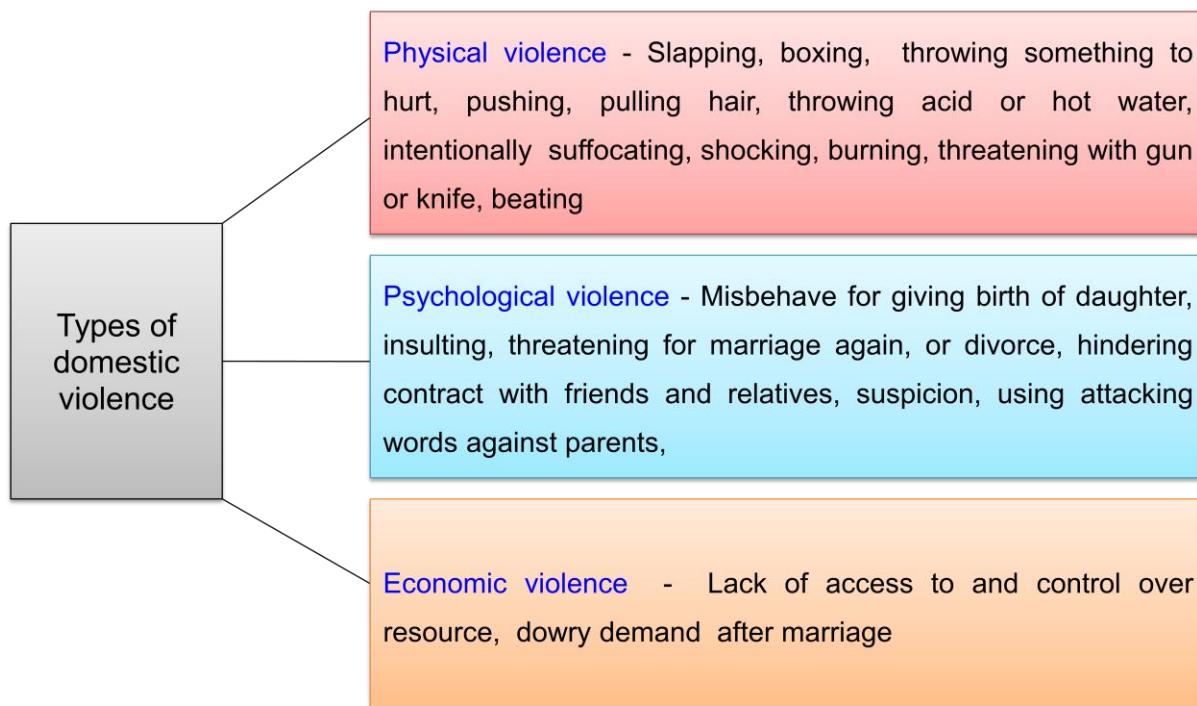 Types of
domestic
violence
Physical violence - Slapping, boxing, throwing something to
hurt, pushing, pulling hair, throwing acid or hot water,
intentionally suffocating, shocking, burning, threatening with gun
or knife, beating
Psychological violence - Misbehave for giving birth of daughter,
insulting, threatening for marriage again, or divorce, hindering
contract with friends and relatives, suspicion, using attacking
words against parents,
Economic violence - Lack of access to and control over
resource, dowry demand after marriage